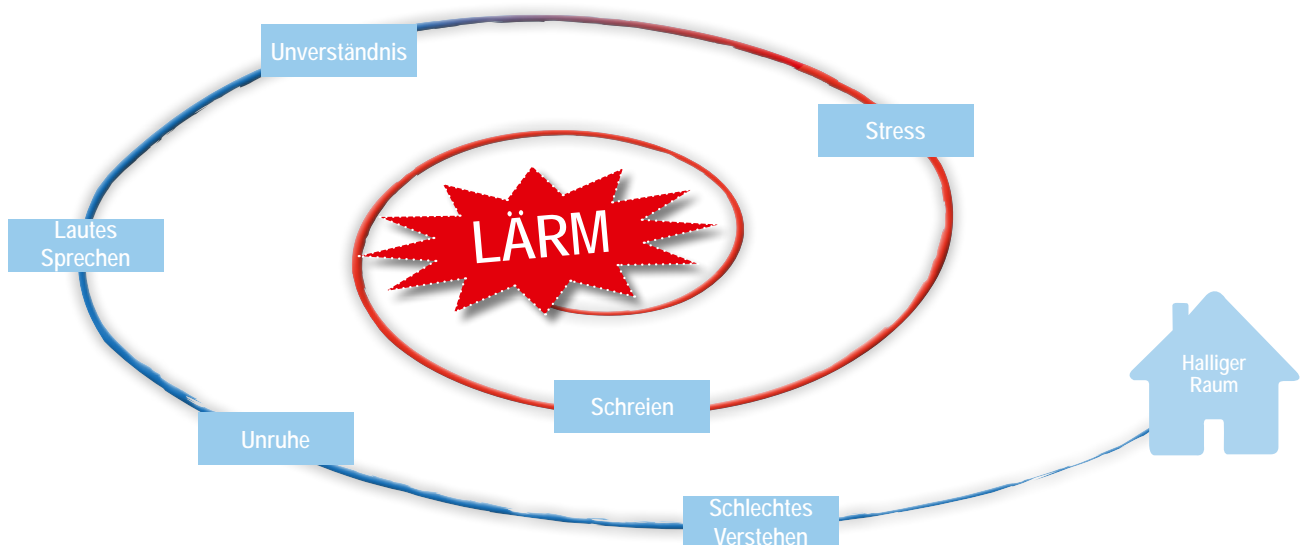 Unverständnis
Stress
LÄRM
Lautes
Sprechen
Halliger
Raum
Schreien
Unruhe
Schlechtes
Verstehen